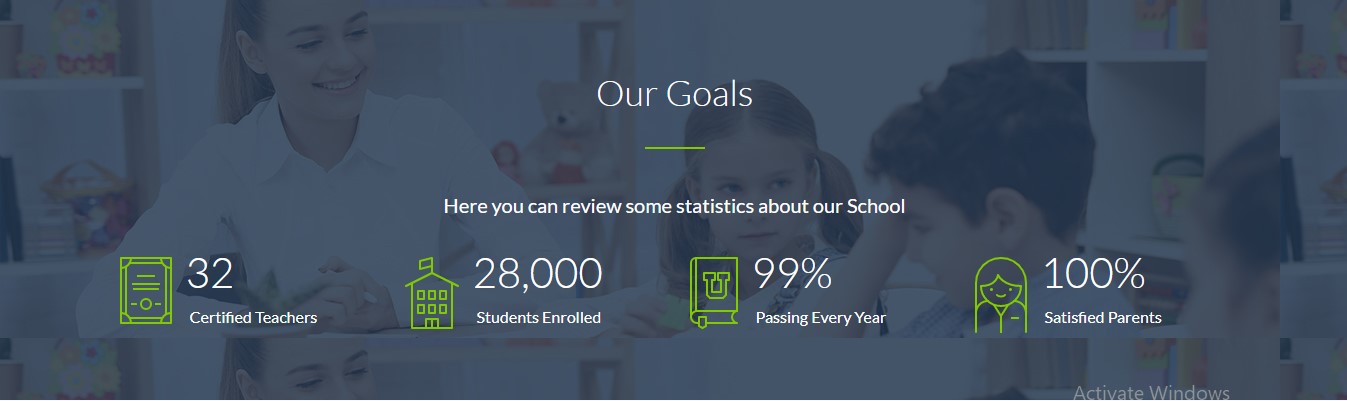 Our Goals
Here you can review some statistics about our School
32
Certified Teachers
28,000
Students Enrolled
U
99%
Passing Every Year
100%
Satisfied Parents
Activate Windows